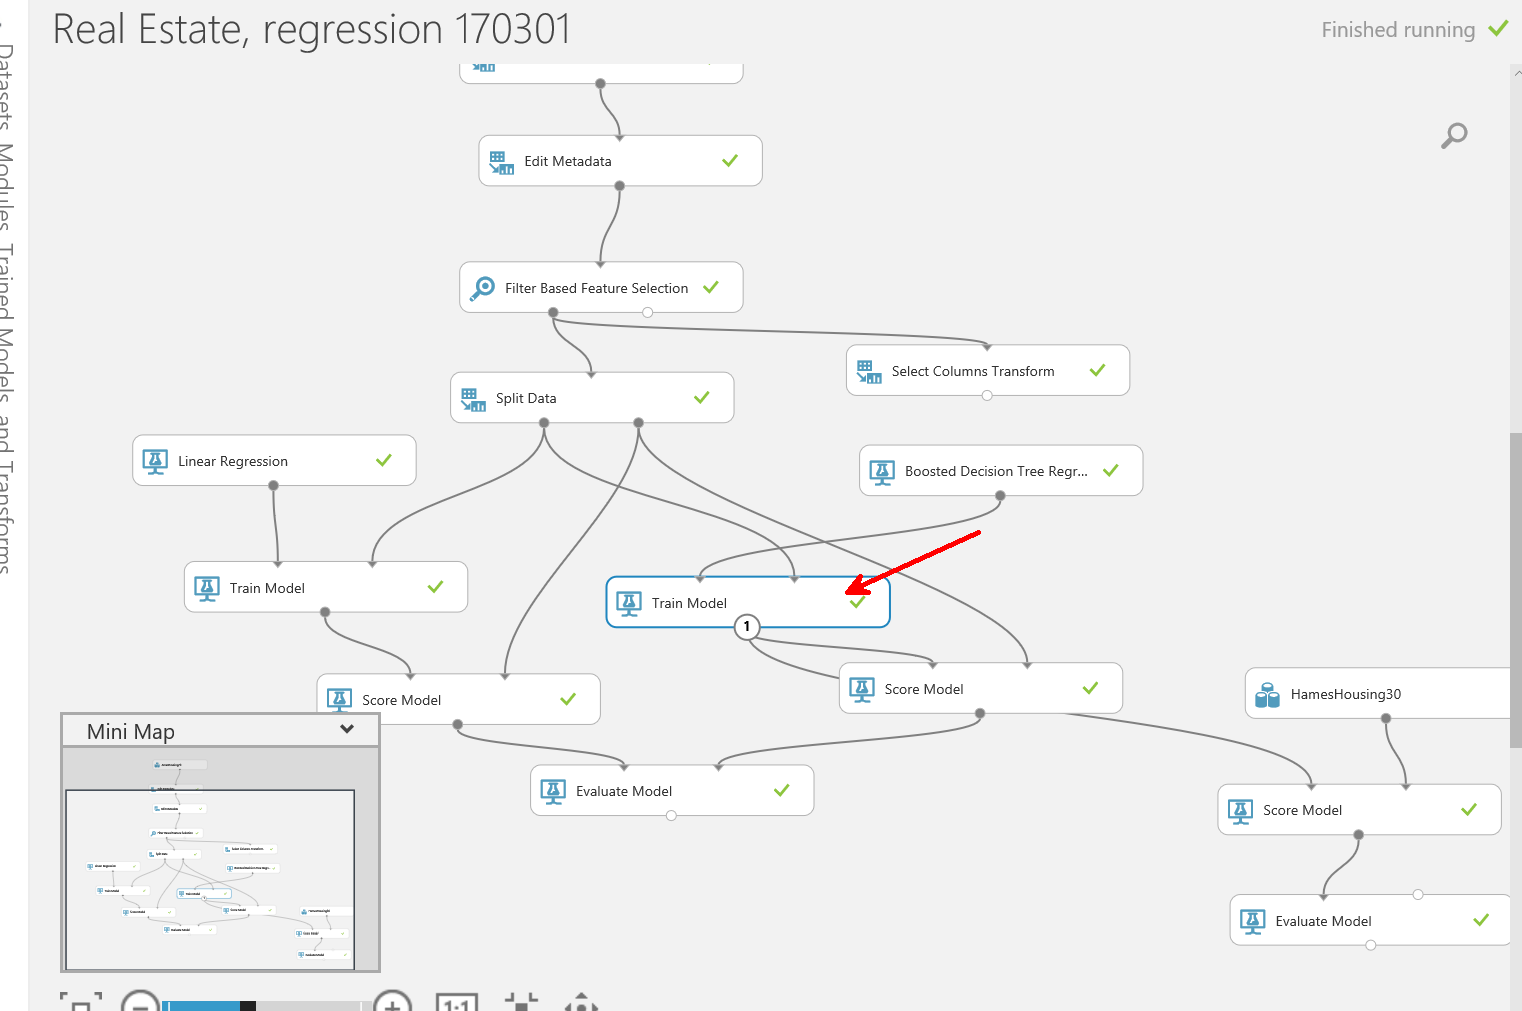 Real Estate, regression 170301
Finished running
Datasets, Modules, Trained Models, and Transforms
Edit Metadata
Filter Based Feature Selection
Select Columns Transform
Split Data
Linear Regression
Boosted Decision Tree Regr...
Train Model
Train Model
1
Score Model
Score Model
HamesHousing30
Mini Map
Evaluate Model
Score Model
Evaluate Model
1:1